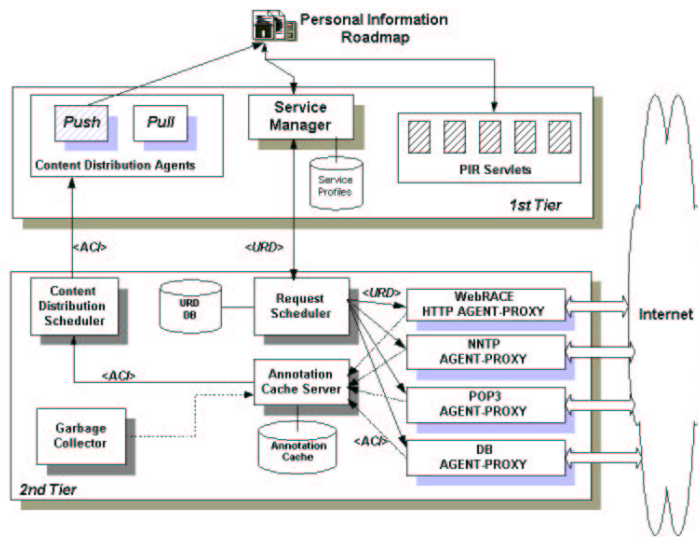 Personal Information
Roadmap
Push
Pull
Content Distribution Agents
Service
Manager
Service
Profiles
PIR Servlets
1st Tier
<ACI>
<URD>
Content
Distribution
Scheduler
URD
DB
Request
Scheduler
<URD>
WebRACE
HTTP AGENT-PROXY
Internet
NNTP
AGENT-PROXY
<ACI>
Annotation
Cache Server
POP3
AGENT-PROXY
Garbage
Collector
Annotation
Cache
<ACI>
DB
AGENT-PROXY
2nd Tier